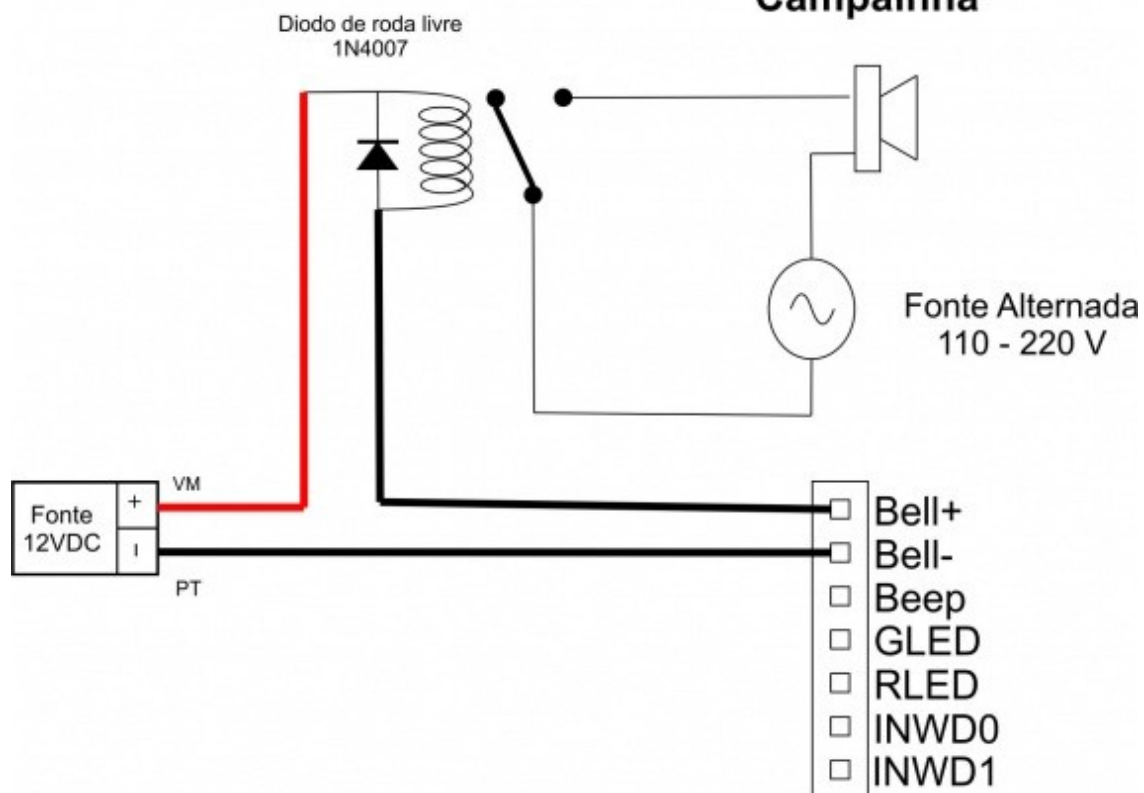 Campainha
Diodo de roda livre
1N4007
Fonte Alternada
110 - 220 V
VM
+
Fonte
12VDC
I
PT
Bell+
Bell-
Beep
GLED
RLED
INWD0
INWD1